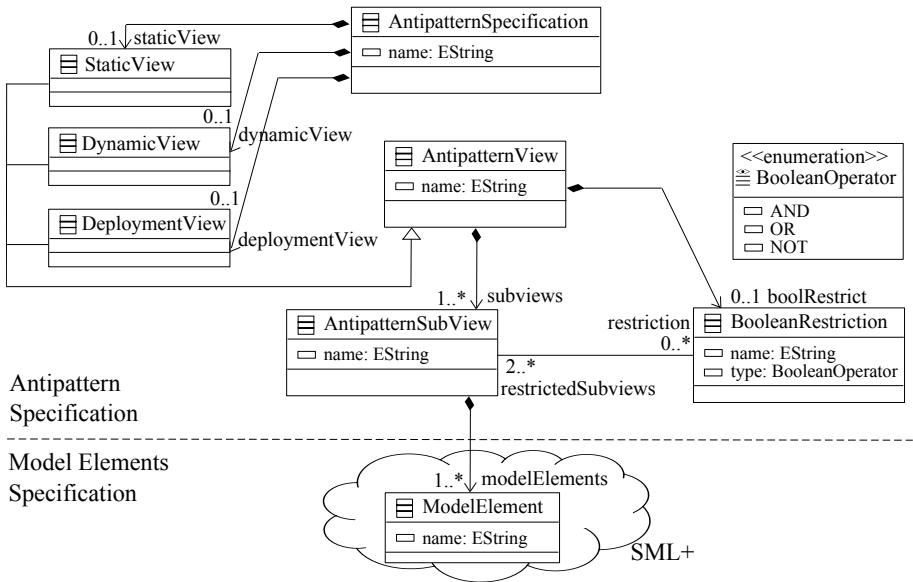 AntipatternSpecification
name: EString
0..1 staticView
StaticView
0..1
dynamicView
DynamicView
0..1
deploymentView
DeploymentView
AntipatternView
name: EString
<<enumeration>>
BooleanOperator
AND
OR
NOT
1..* subviews
0..1 boolRestrict
AntipatternSubView
name: EString
restriction
0..*
2..*
restrictedSubviews
BooleanRestriction
name: EString
type: BooleanOperator
Antipattern
Specification
Model Elements
Specification
1..* modelElements
ModelElement
name: EString
SML+